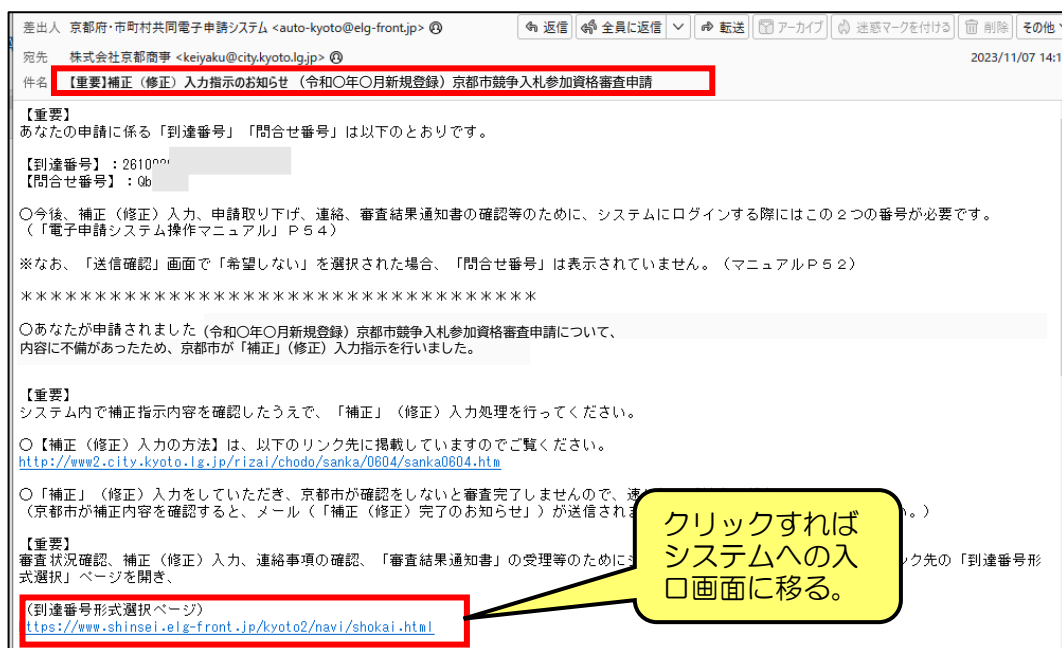 差出人 京都府・市町村共同電子申請システム <auto-kyoto@elg-front.jp>
返信 全員に返信 転送 アーカイブ 迷惑マークを付ける 削除 その他
宛先 株式会社京都商事 <keiyaku@city.kyoto.lg.jp>
2023/11/07 14:1
件名 【重要】補正（修正）入力指示のお知らせ （令和〇年〇月新規登録）京都市競争入札参加資格審査申請
【重要】
あなたの申請に係る「到達番号」「問合せ番号」は以下のとおりです。
【到達番号】：2610
【問合せ番号】：Qb
〇今後、補正（修正）入力、申請取り下げ、連絡、審査結果通知書の確認等のために、システムにログインする際にはこの２つの番号が必要です。
（「電子申請システム操作マニュアル」Ｐ５４）
※なお、「送信確認」画面で「希望しない」を選択された場合、「問合せ番号」は表示されていません。（マニュアルＰ５２）
＊＊＊＊＊＊＊＊＊＊＊＊＊＊＊＊＊＊＊＊＊＊＊＊＊＊＊＊＊＊＊＊＊＊＊
〇あなたが申請されました（令和〇年〇月新規登録）京都市競争入札参加資格審査申請について、
内容に不備があったため、京都市が「補正」（修正）入力指示を行いました。
【重要】
システム内で補正指示内容を確認したうえで、「補正」（修正）入力処理を行ってください。
〇【補正（修正）入力の方法】は、以下のリンク先に掲載していますのでご覧ください。
http://www2.city.kyoto.lg.jp/rizai/chodo/sanka/0604/sanka0604.htm
〇「補正」（修正）入力をしていただき、京都市が確認をしないと審査完了しませんので、速
（京都市が補正内容を確認すると、メール（「補正（修正）完了のお知らせ」）が送信されま 。）
【重要】
審査状況確認、補正（修正）入力、連絡事項の確認、「審査結果通知書」の受理等のために ク先の「到達番号形
式選択」ページを開き、
（到達番号形式選択ページ）
ttps://www.shinsei.elg-front.jp/kyoto2/navi/shokai.html
クリックすれば
システムへの入
口画面に移る。